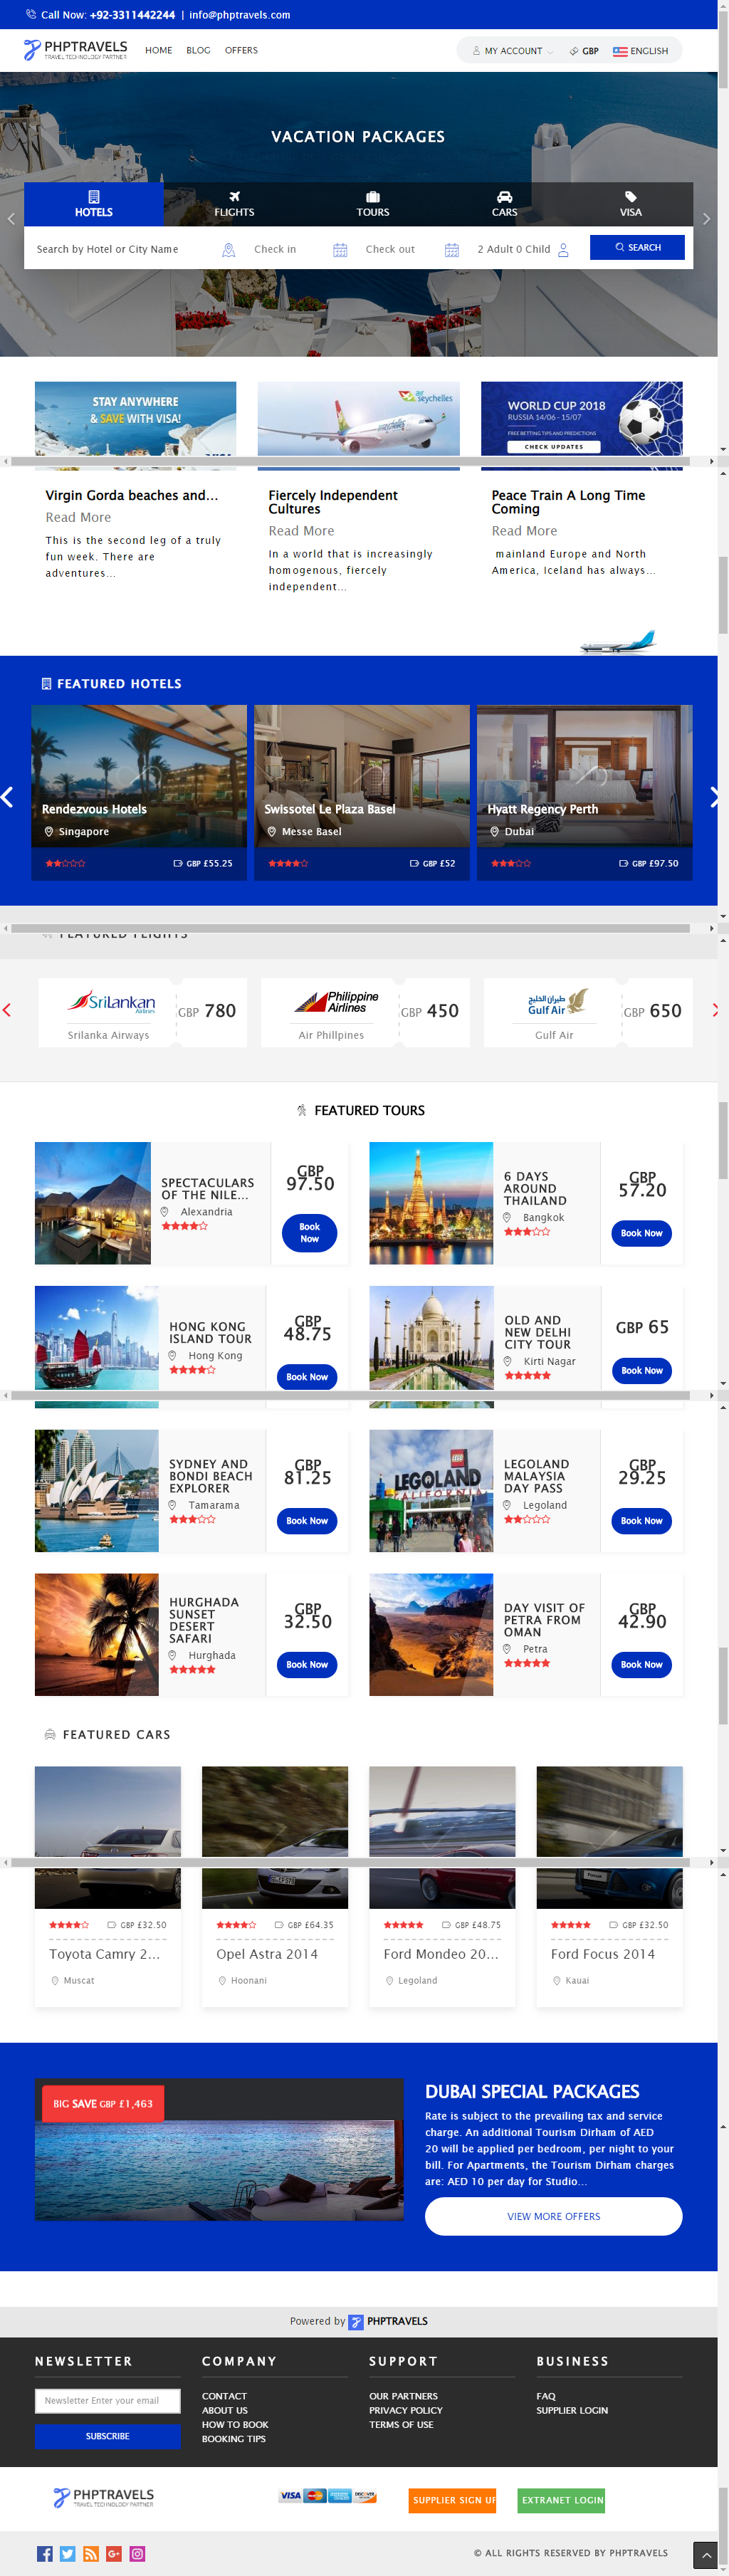 Call Now: +92-3311442244 | info@phptravels.com
PHPTRAVELS
TRAVEL TECHNOLOGY PARTNER
HOME BLOG OFFERS
MY ACCOUNT GBP ENGLISH
VACATION PACKAGES
HOTELS FLIGHTS TOURS CARS VISA
Search by Hotel or City Name Check in Check out 2 Adult 0 Child SEARCH
STAY ANYWHERE
& SAVE WITH VISA!
air
seychelles
WORLD CUP 2018
RUSSIA 14/06 - 15/07
FREE BETTING TIPS AND PREDICTIONS
CHECK UPDATES
Virgin Gorda beaches and...
Read More
This is the second leg of a truly
fun week. There are
adventures...
Fiercely Independent
Cultures
Read More
In a world that is increasingly
homogenous, fiercely
independent...
Peace Train A Long Time
Coming
Read More
mainland Europe and North
America, Iceland has always...
FEATURED HOTELS
Rendezvous Hotels
Singapore
GBP £55.25
Swissotel Le Plaza Basel
Messe Basel
GBP £52
Hyatt Regency Perth
Dubai
GBP £97.50
FEATURED FLIGHTS
SriLankan
Airlines
Srilanka Airways
GBP 780
Philippine
Airlines
Air Phillpines
GBP 450
طيران الخليج
Gulf Air
Gulf Air
GBP 650
FEATURED TOURS
SPECTACULARS
OF THE NILE...
Alexandria
GBP
97.50
Book
Now
6 DAYS
AROUND
THAILAND
Bangkok
GBP
57.20
Book Now
HONG KONG
ISLAND TOUR
Hong Kong
GBP
48.75
Book Now
OLD AND
NEW DELHI
CITY TOUR
Kirti Nagar
GBP 65
Book Now
SYDNEY AND
BONDI BEACH
EXPLORER
Tamarama
GBP
81.25
Book Now
LEGO
LEGOLAND
CALIFORNIA
LEGOLAND
MALAYSIA
DAY PASS
Legoland
GBP
29.25
Book Now
HURGHADA
SUNSET
DESERT
SAFARI
Hurghada
GBP
32.50
Book Now
DAY VISIT OF
PETRA FROM
OMAN
Petra
GBP
42.90
Book Now
FEATURED CARS
GBP £32.50
Toyota Camry 2...
Muscat
GBP £64.35
Opel Astra 2014
Hoonani
GBP £48.75
Ford Mondeo 20...
Legoland
GBP £32.50
Ford Focus 2014
Kauai
BIG SAVE GBP £1,463
DUBAI SPECIAL PACKAGES
Rate is subject to the prevailing tax and service
charge. An additional Tourism Dirham of AED
20 will be applied per bedroom, per night to your
bill. For Apartments, the Tourism Dirham charges
are: AED 10 per day for Studio...
VIEW MORE OFFERS
Powered by PHPTRAVELS
NEWSLETTER
Newsletter Enter your email
SUBSCRIBE
COMPANY
CONTACT
ABOUT US
HOW TO BOOK
BOOKING TIPS
SUPPORT
OUR PARTNERS
PRIVACY POLICY
TERMS OF USE
BUSINESS
FAQ
SUPPLIER LOGIN
PHPTRAVELS
TRAVEL TECHNOLOGY PARTNER
VISA
SUPPLIER SIGN UP
EXTRANET LOGIN
© ALL RIGHTS RESERVED BY PHPTRAVELS